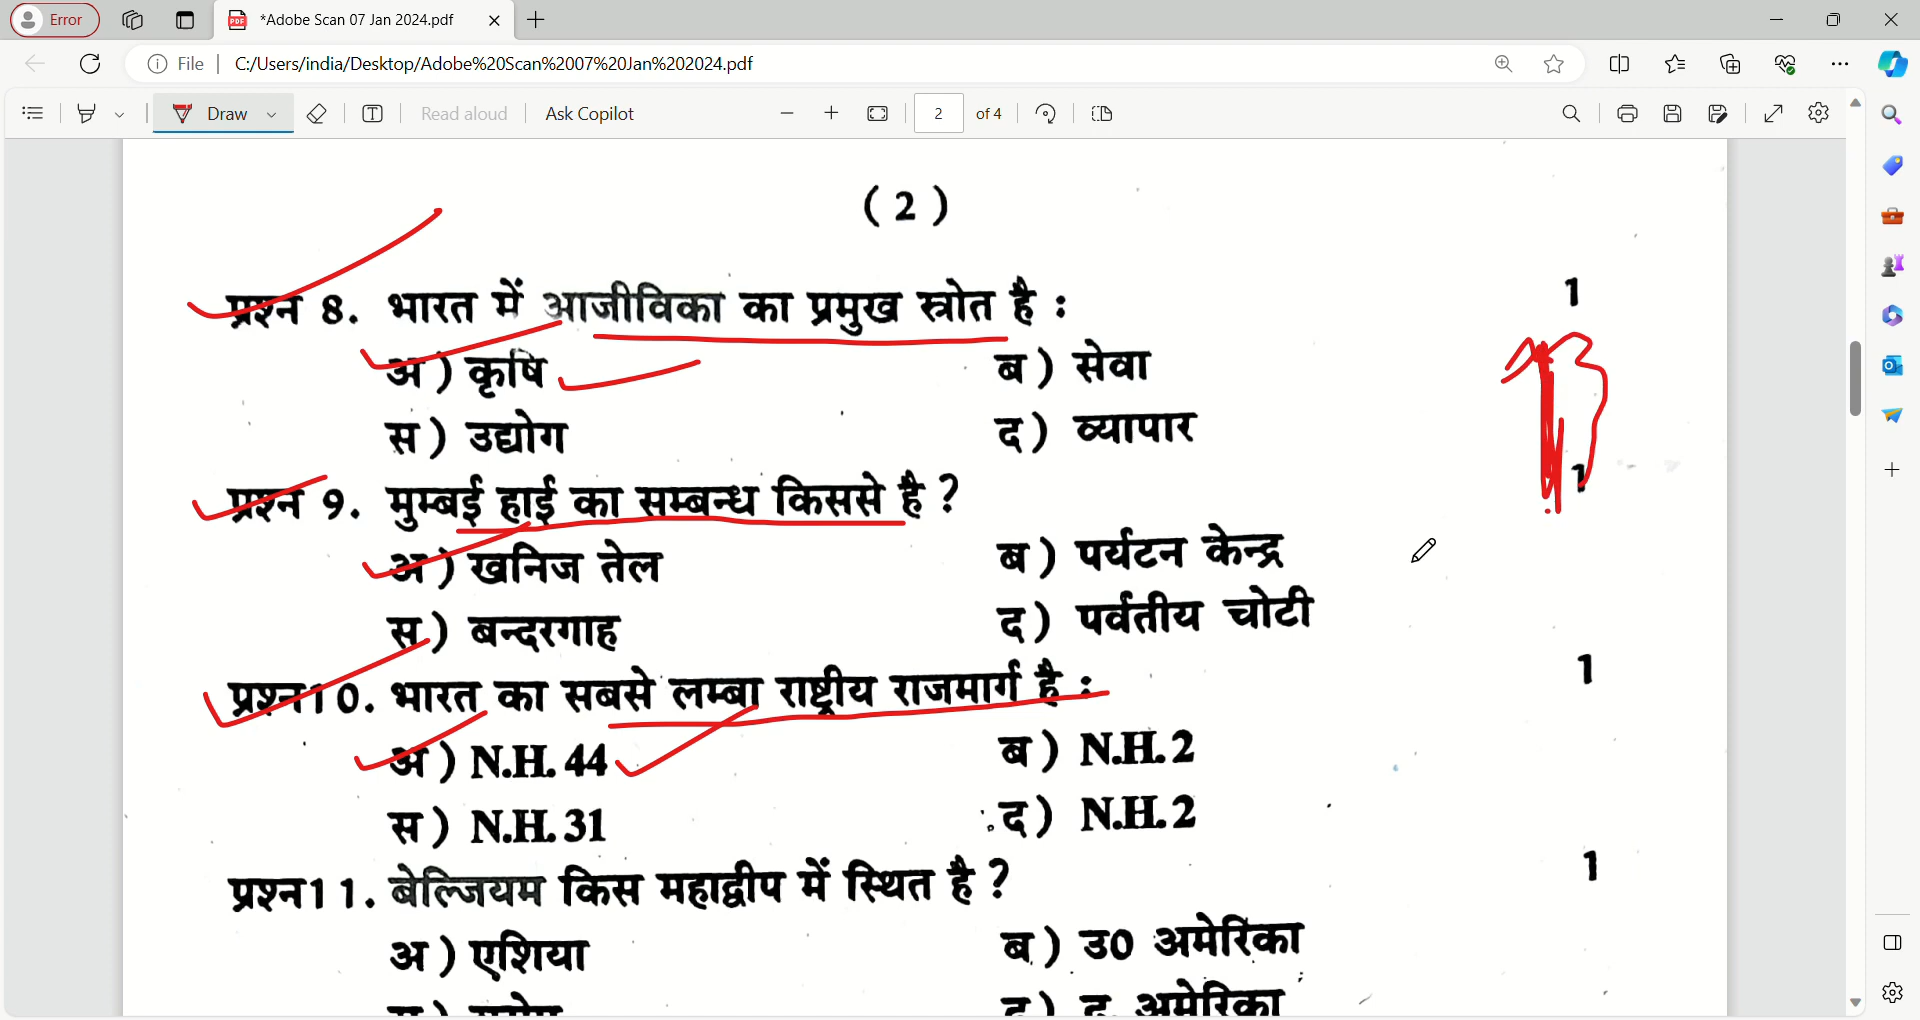 Error
*Adobe Scan 07 Jan 2024.pdf
File
C:/Users/india/Desktop/Adobe%20Scan%2007%20Jan%202024.pdf
Draw
Read aloud
Ask Copilot
2 of 4
( 2 )
प्रश्न 8. भारत में आजीविका का प्रमुख स्त्रोत है : 1
अ ) कृषि ब ) सेवा
स ) उद्योग द ) व्यापार
प्रश्न 9. मुम्बई हाई का सम्बन्ध किससे है ? 1
अ ) खनिज तेल ब ) पर्यटन केन्द्र
स ) बन्दरगाह द ) पर्वतीय चोटी
प्रश्न10. भारत का सबसे लम्बा राष्ट्रीय राजमार्ग है : 1
अ ) N.H. 44 ब ) N.H. 2
स ) N.H. 31 द ) N.H. 2
प्रश्न11. बेल्जियम किस महाद्वीप में स्थित है ? 1
अ ) एशिया ब ) उ0 अमेरिका
द ) द. अमेरिका